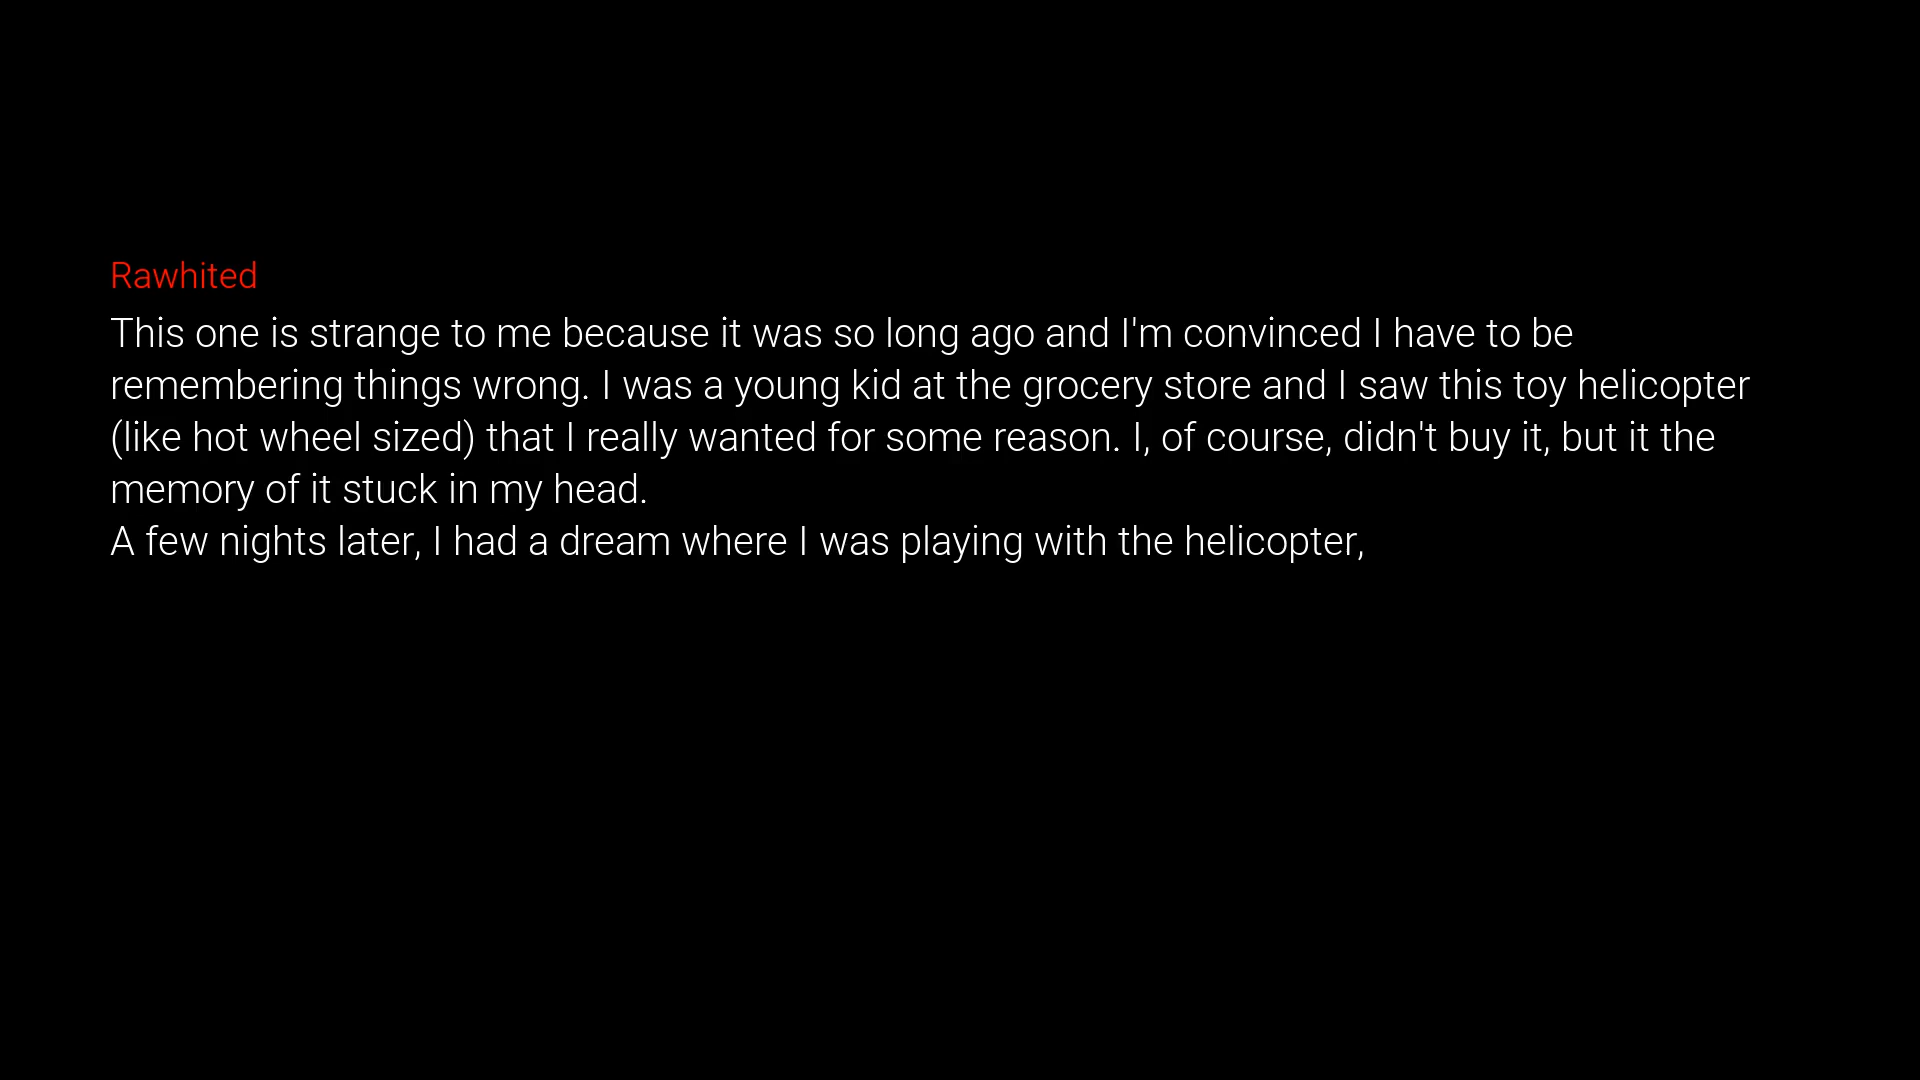 Rawhited
This one is strange to me because it was so long ago and I'm convinced I have to be
remembering things wrong. I was a young kid at the grocery store and I saw this toy helicopter
(like hot wheel sized) that I really wanted for some reason. I, of course, didn't buy it, but it the
memory of it stuck in my head.
A few nights later, I had a dream where I was playing with the helicopter,